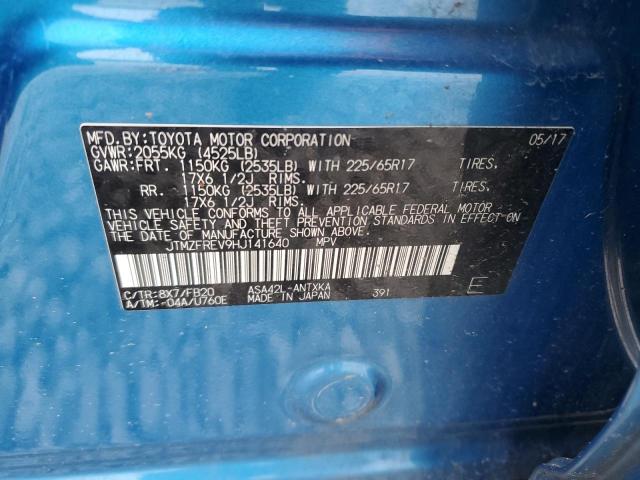 MFD.BY:TOYOTA MOTOR CORPORATION 05/17
GVWR:2055KG (4525LB)
GAWR:FRT. 1150KG (2535LB) WITH 225/65R17 TIRES.
17X6 1/2J RIMS.
RR. 1150KG (2535LB) WITH 225/65R17 TIRES.
17X6 1/2J RIMS.
THIS VEHICLE CONFORMS TO ALL APPLICABLE FEDERAL MOTOR
VEHICLE SAFETY AND THEFT PREVENTION STANDARDS IN EFFECT ON THE
DATE OF MANUFACTURE SHOWN ABOVE.
JTMZFREV9HJ141640 MPV
C/TR:8X7/FB20 ASA42L-ANTXKA 391 E
A/TM:-04A/U760E MADE IN JAPAN